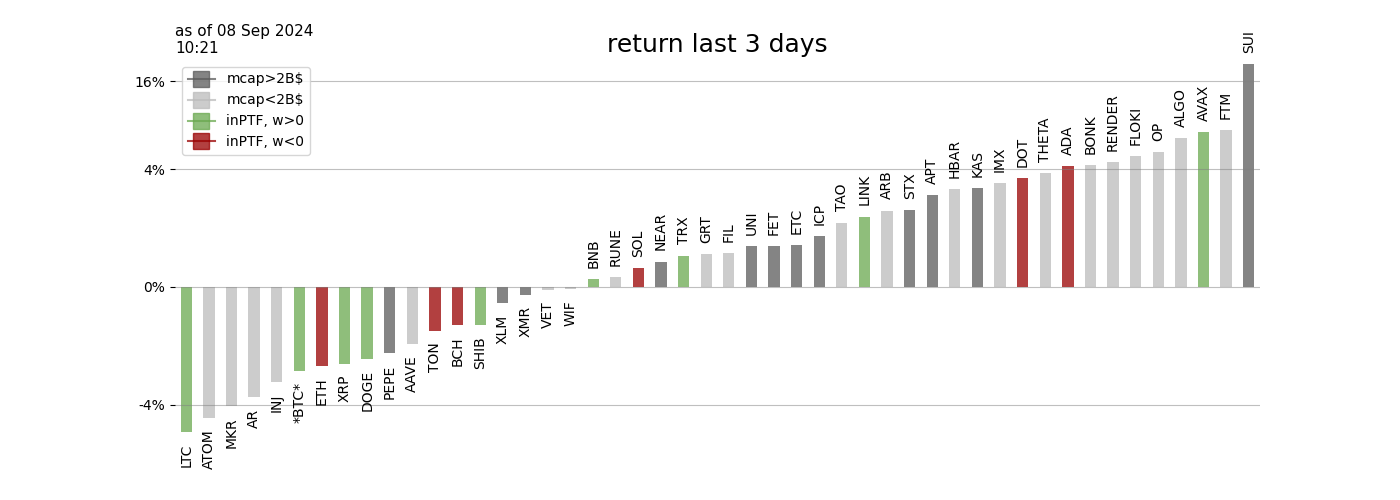 as of 08 Sep 2024
10:21
return last 3 days
mcap>2B$
mcap<2B$
inPTF, w>0
inPTF, w<0
16%
4%
0%
-4%
LTC
ATOM
MKR
AR
INJ
*BTC*
ETH
XRP
DOGE
PEPE
AAVE
TON
BCH
SHIB
XLM
XMR
VET
WIF
BNB
RUNE
SOL
NEAR
TRX
GRT
FIL
UNI
FET
ETC
ICP
TAO
LINK
ARB
STX
APT
HBAR
KAS
IMX
DOT
THETA
ADA
BONK
RENDER
FLOKI
OP
ALGO
AVAX
FTM
SUI